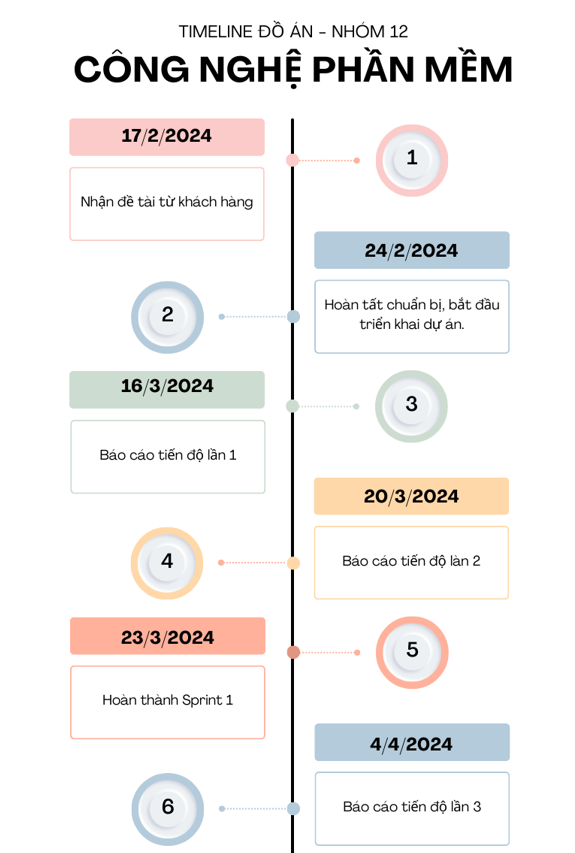 TIMELINE ĐỒ ÁN - NHÓM 12
CÔNG NGHỆ PHẦN MỀM
17/2/2024
1
Nhận đề tài từ khách hàng
24/2/2024
2
Hoàn tất chuẩn bị, bắt đầu
triển khai dự án.
16/3/2024
3
Báo cáo tiến độ lần 1
20/3/2024
4
Báo cáo tiến độ làn 2
23/3/2024
5
Hoàn thành Sprint 1
4/4/2024
6
Báo cáo tiến độ lần 3